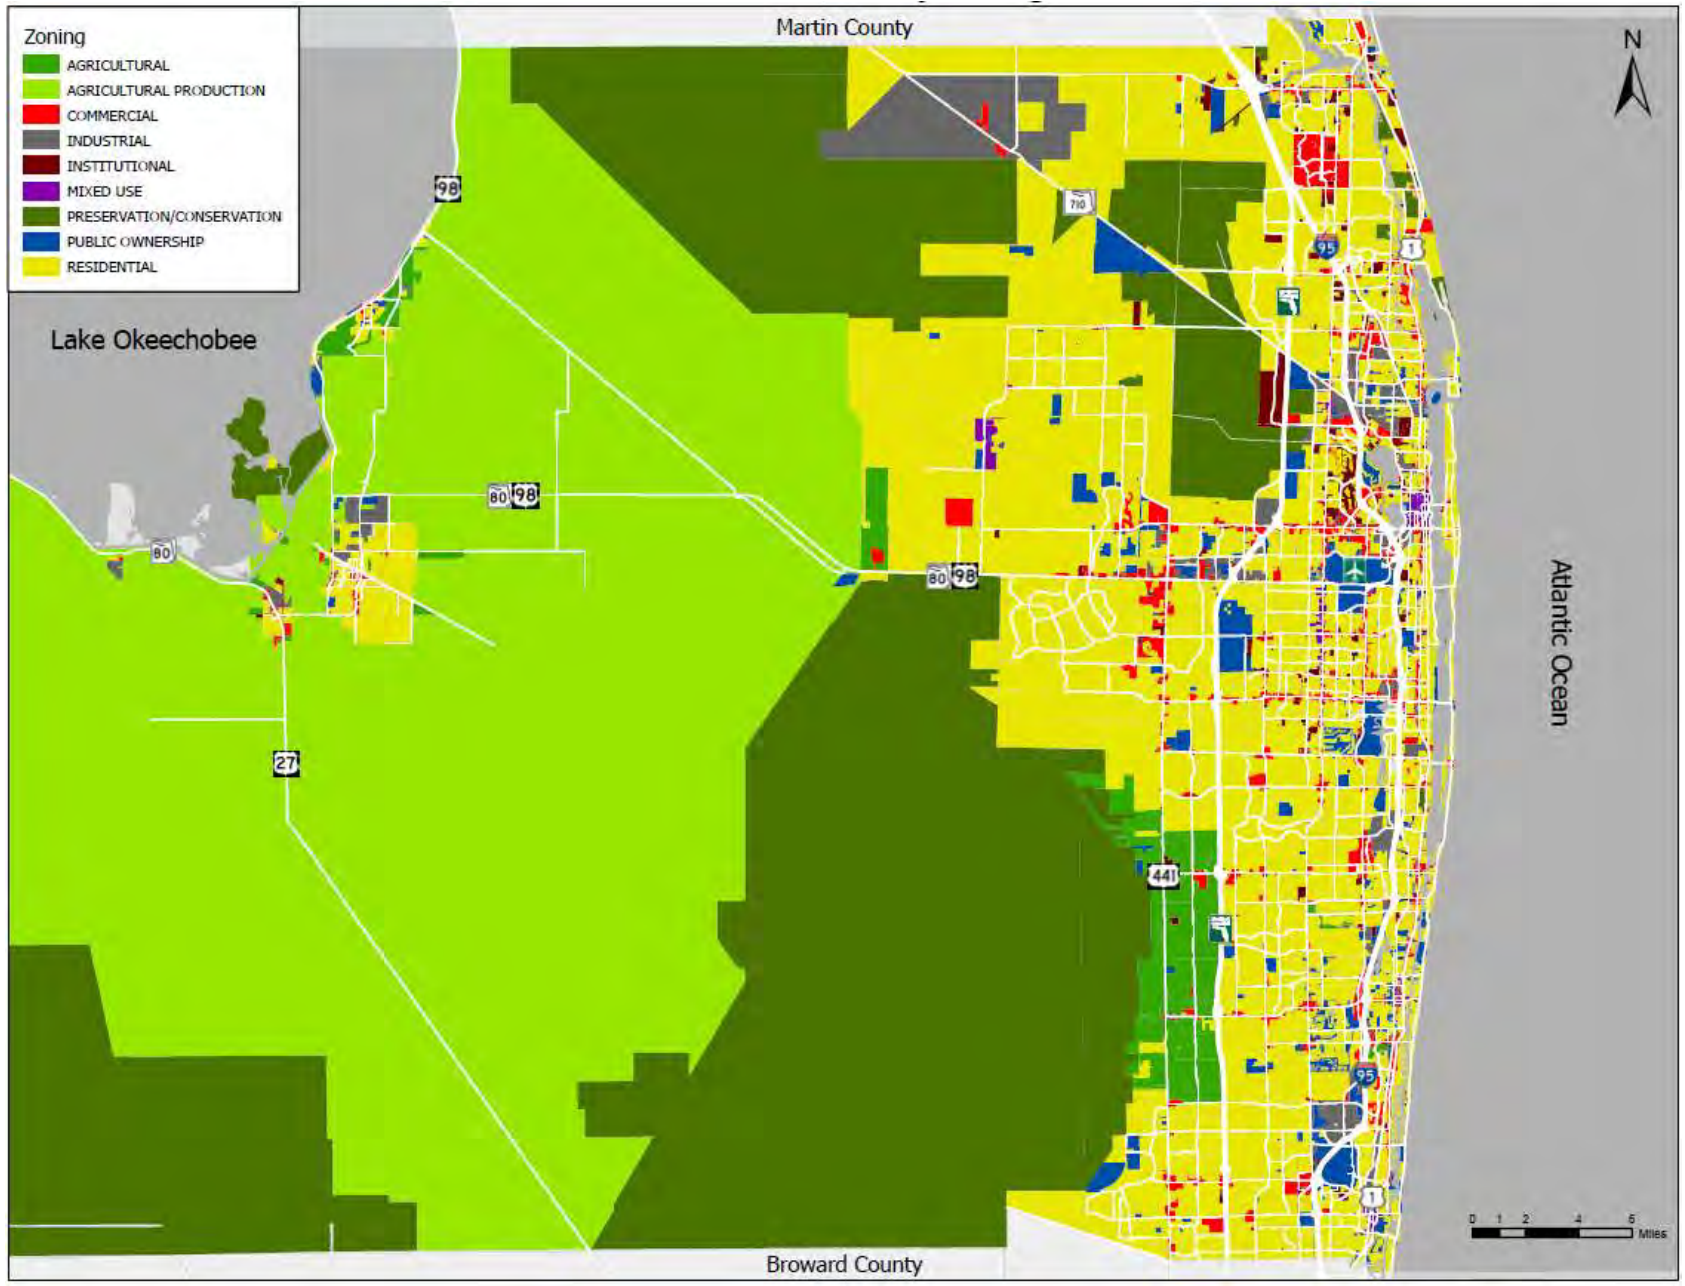 Martin County
Zoning
AGRICULTURAL
AGRICULTURAL PRODUCTION
COMMERCIAL
INDUSTRIAL
INSTITUTIONAL
MIXED USE
PRESERVATION/CONSERVATION
PUBLIC OWNERSHIP
RESIDENTIAL
N
98
710
95
1
Lake Okeechobee
80 98
80
80 98
Atlantic Ocean
27
441
95
1
0 1 2 4 6
Miles
Broward County